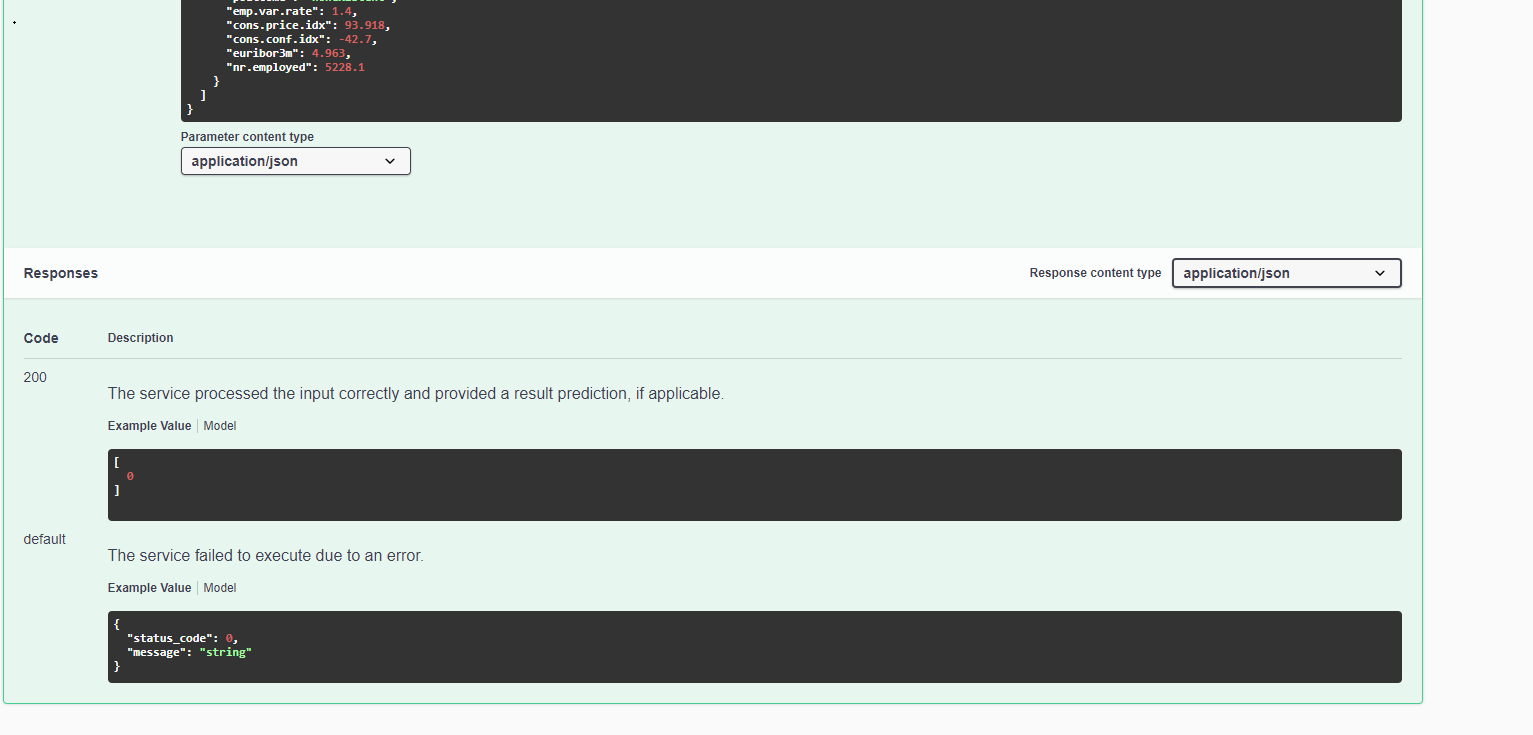 "emp.var.rate": 1.4,
"cons.price.idx": 93.918,
"cons.conf.idx": -42.7,
"euribor3m": 4.963,
"nr.employed": 5228.1
}
]
}
Parameter content type
application/json
Responses
Response content type
application/json
Code
Description
200
The service processed the input correctly and provided a result prediction, if applicable.
Example Value
Model
[
0
]
default
The service failed to execute due to an error.
Example Value
Model
{
"status_code": 0,
"message": "string"
}